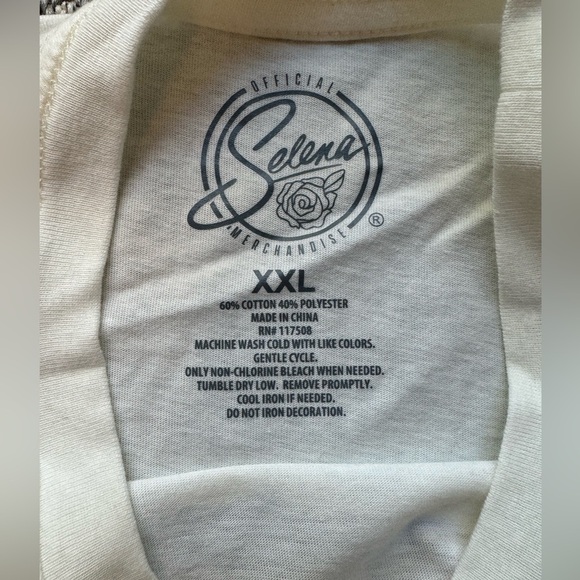 OFFICIAL
Selena
MERCHANDISE
®
XXL
60% COTTON 40% POLYESTER
MADE IN CHINA
RN# 117508
MACHINE WASH COLD WITH LIKE COLORS.
GENTLE CYCLE.
ONLY NON-CHLORINE BLEACH WHEN NEEDED.
TUMBLE DRY LOW. REMOVE PROMPTLY.
COOL IRON IF NEEDED.
DO NOT IRON DECORATION.